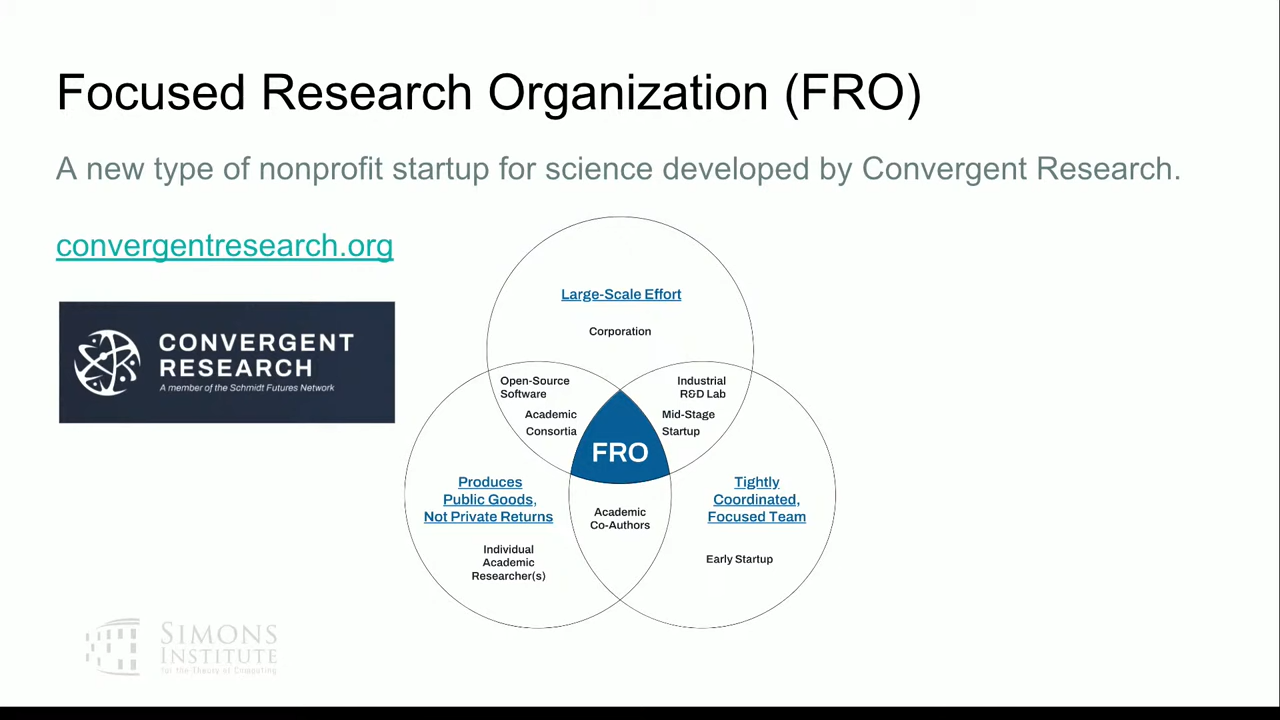 Focused Research Organization (FRO)
A new type of nonprofit startup for science developed by Convergent Research.
convergentresearch.org
CONVERGENT
RESEARCH
A member of the Schmidt Futures Network
Large-Scale Effort
Corporation
Open-Source
Software
Academic
Consortia
Industrial
R&D Lab
Mid-Stage
Startup
FRO
Produces
Public Goods,
Not Private Returns
Individual
Academic
Researcher(s)
Academic
Co-Authors
Tightly
Coordinated,
Focused Team
Early Startup
SIMONS
INSTITUTE
for the Theory of Computing